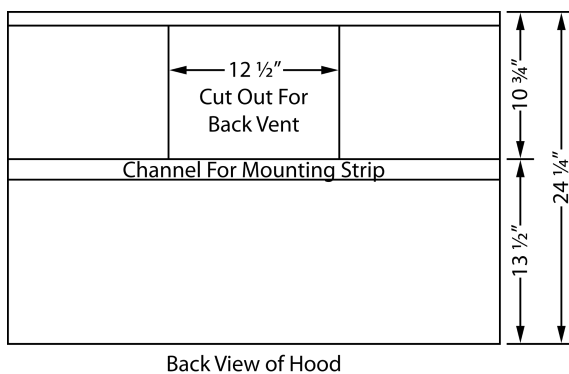 12 ½”
Cut Out For
Back Vent
Channel For Mounting Strip
10 ¾”
13 ½”
24 ¼”
Back View of Hood